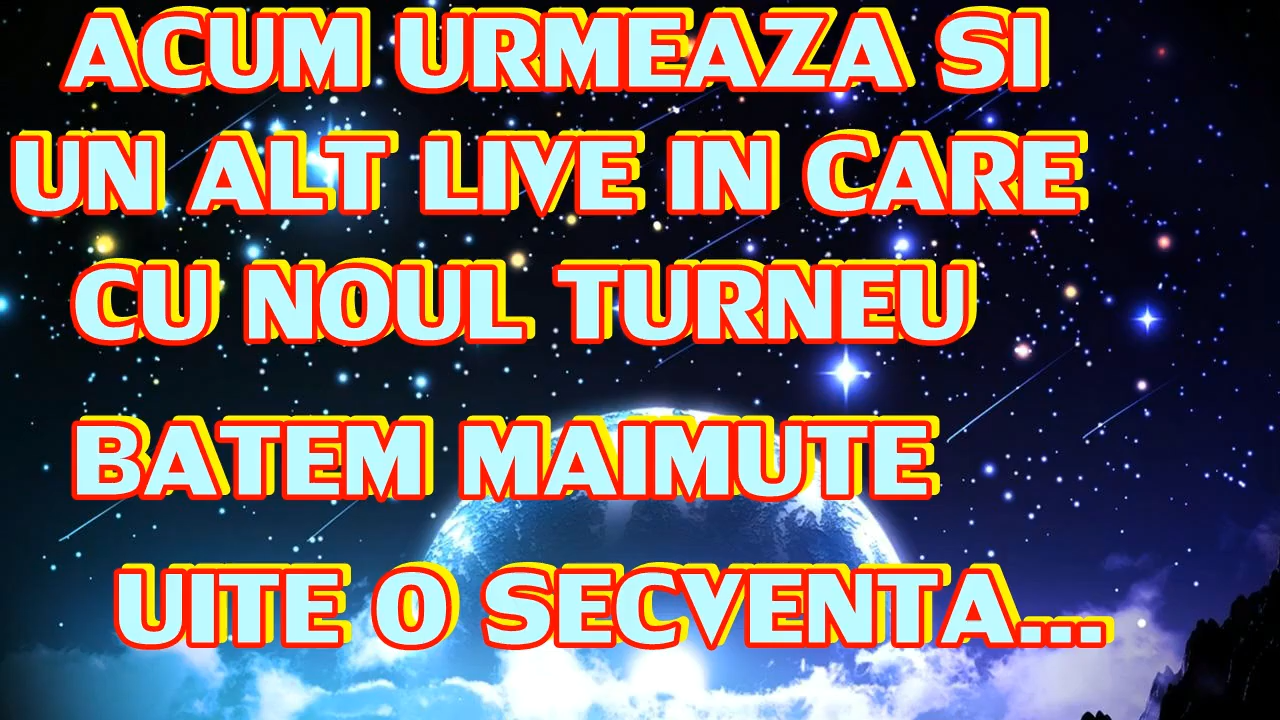 ACUM URMEAZA SI
UN ALT LIVE IN CARE
CU NOUL TURNEU
BATEM MAIMUTE
UITE O SECVENTA...